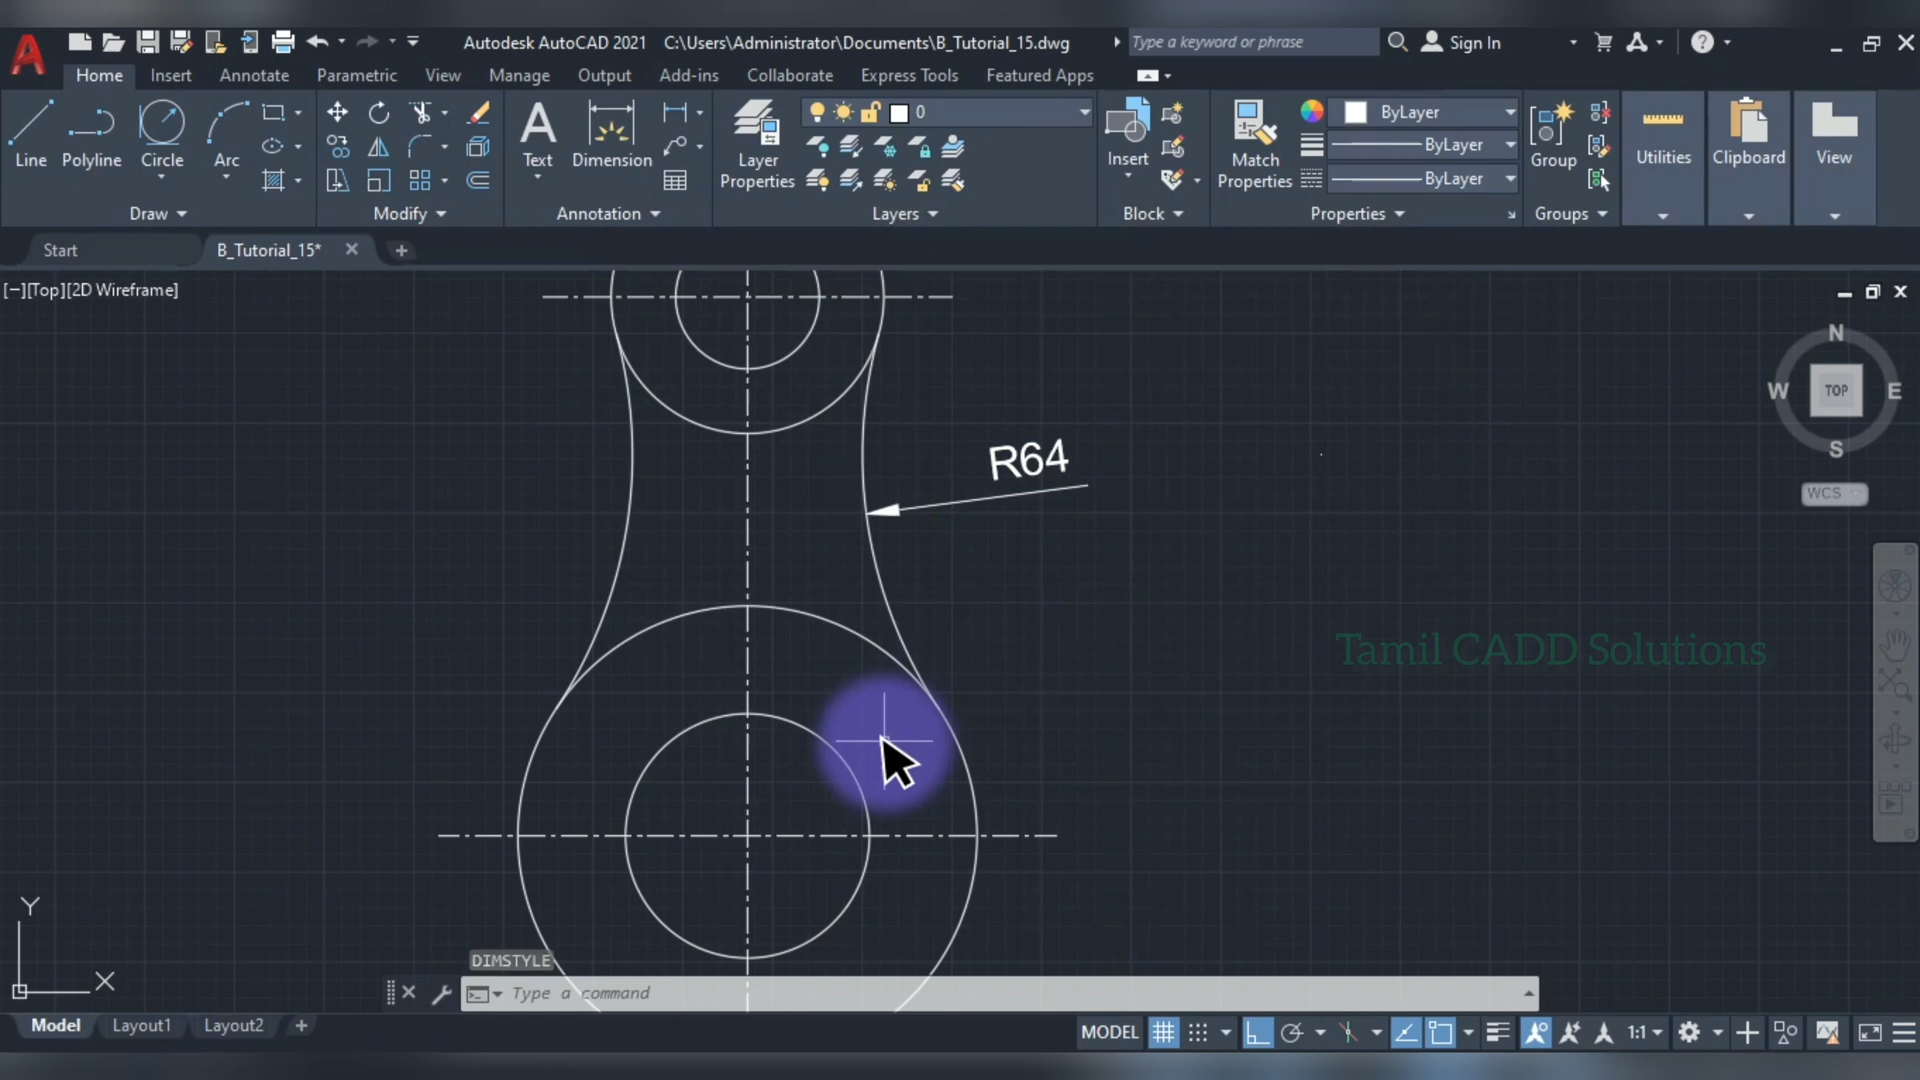 Autodesk AutoCAD 2021 C:\Users\Administrator\Documents\B_Tutorial_15.dwg Type a keyword or phrase Sign In
Home Insert Annotate Parametric View Manage Output Add-ins Collaborate Express Tools Featured Apps
0 ByLayer
ByLayer
ByLayer
Line Polyline Circle Arc Text Dimension Layer Properties Insert Match Properties Group Utilities Clipboard View
Draw Modify Annotation Layers Block Properties Groups
Start B_Tutorial_15*
[−][Top][2D Wireframe]
N
W TOP E
S
WCS
R64
Tamil CADD Solutions
Y
X
DIMSTYLE
Type a command
Model Layout1 Layout2 MODEL 1:1